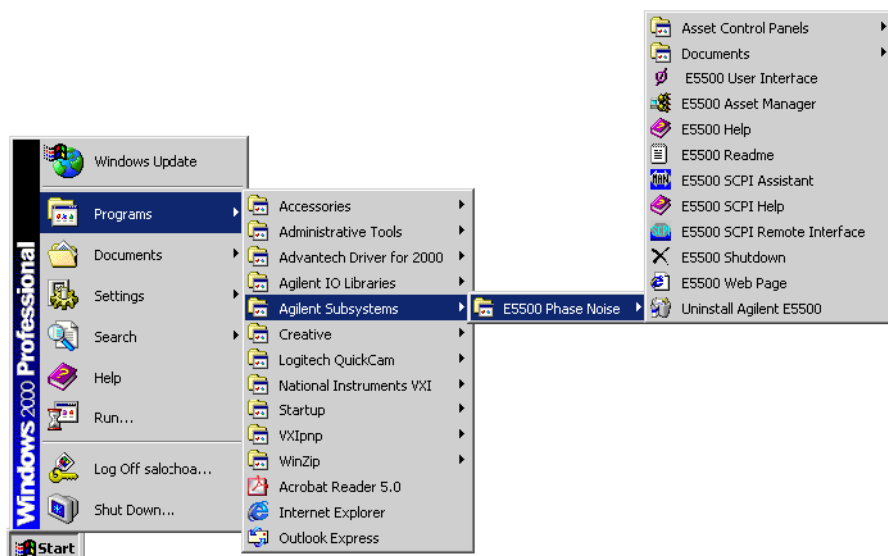 Windows 2000 Professional
Windows Update
Programs
Documents
Settings
Search
Help
Run...
Log Off salochoa...
Shut Down...
Start
Accessories
Administrative Tools
Advantech Driver for 2000
Agilent IO Libraries
Agilent Subsystems
Creative
Logitech QuickCam
National Instruments VXI
Startup
VXIpnp
WinZip
Acrobat Reader 5.0
Internet Explorer
Outlook Express
E5500 Phase Noise
Asset Control Panels
Documents
E5500 User Interface
E5500 Asset Manager
E5500 Help
E5500 Readme
E5500 SCPI Assistant
E5500 SCPI Help
E5500 SCPI Remote Interface
E5500 Shutdown
E5500 Web Page
Uninstall Agilent E5500